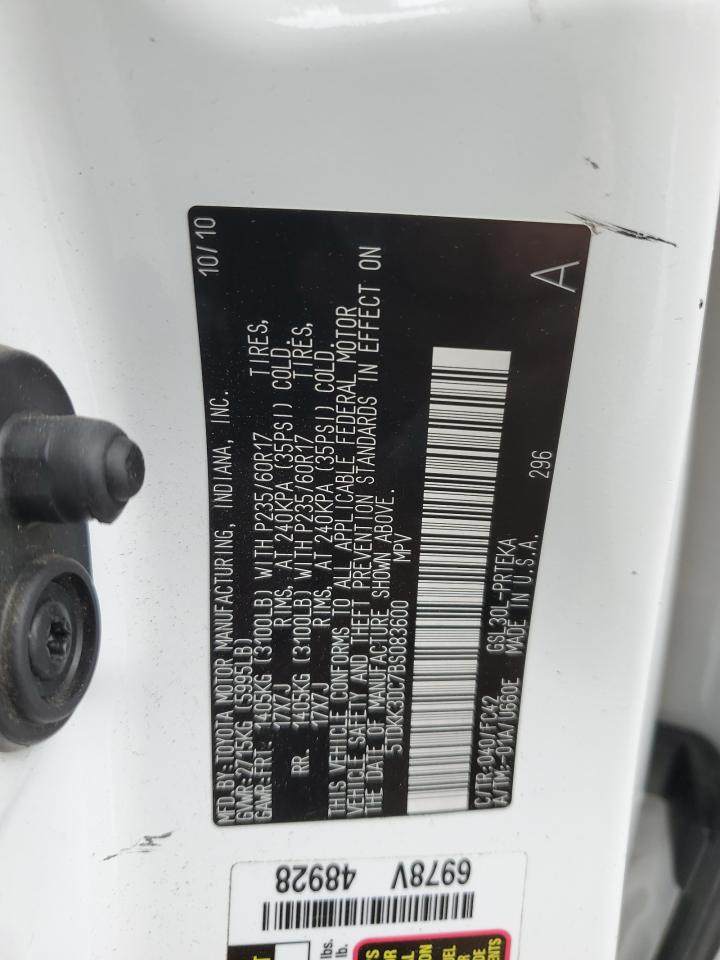 MFD.BY:TOYOTA MOTOR MANUFACTURING, INDIANA, INC. 10/10
GVWR:2715KG (5995LB)
GAWR:FRT. 1405KG (3100LB) WITH P235/60R17 TIRES,
17X7J RIMS, AT 240KPA (35PSI) COLD.
RR. 1405KG (3100LB) WITH P235/60R17 TIRES,
17X7J RIMS, AT 240KPA (35PSI) COLD.
THIS VEHICLE CONFORMS TO ALL APPLICABLE FEDERAL MOTOR
VEHICLE SAFETY AND THEFT PREVENTION STANDARDS IN EFFECT ON
THE DATE OF MANUFACTURE SHOWN ABOVE.
5TDKK3DC7BS083600 MPV
C/TR:040/FC42 GSL30L-PRTEKA
A/TM:-01A/U660E MADE IN U.S.A. 296 A
6978V 48928
lbs.
lb.